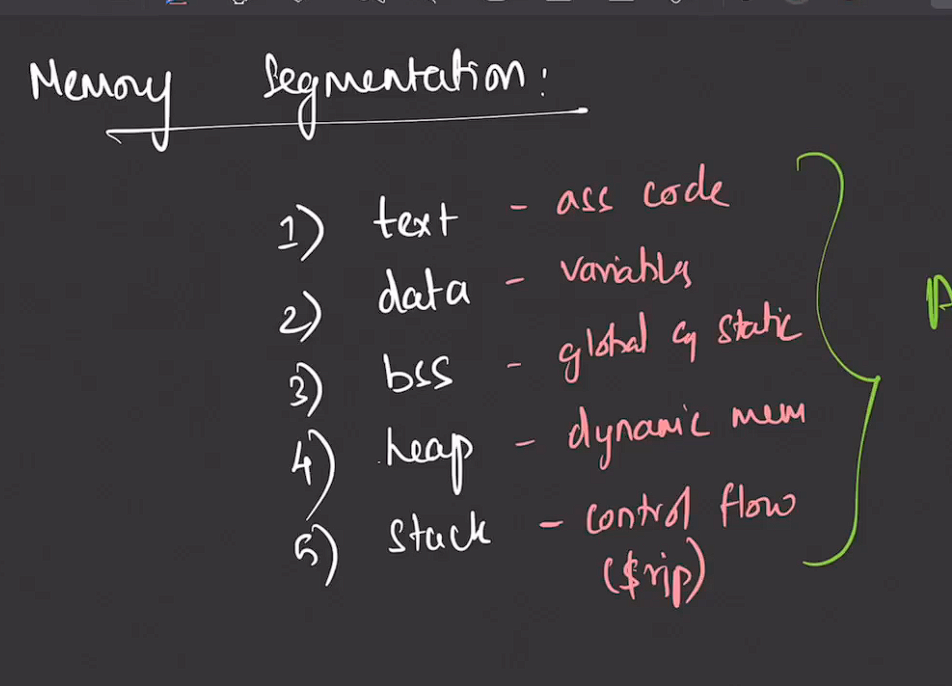 Memory Segmentation:
1) text - ass code
2) data - variables
3) bss - global & static
4) heap - dynamic mem
5) stack - control flow
($rip)